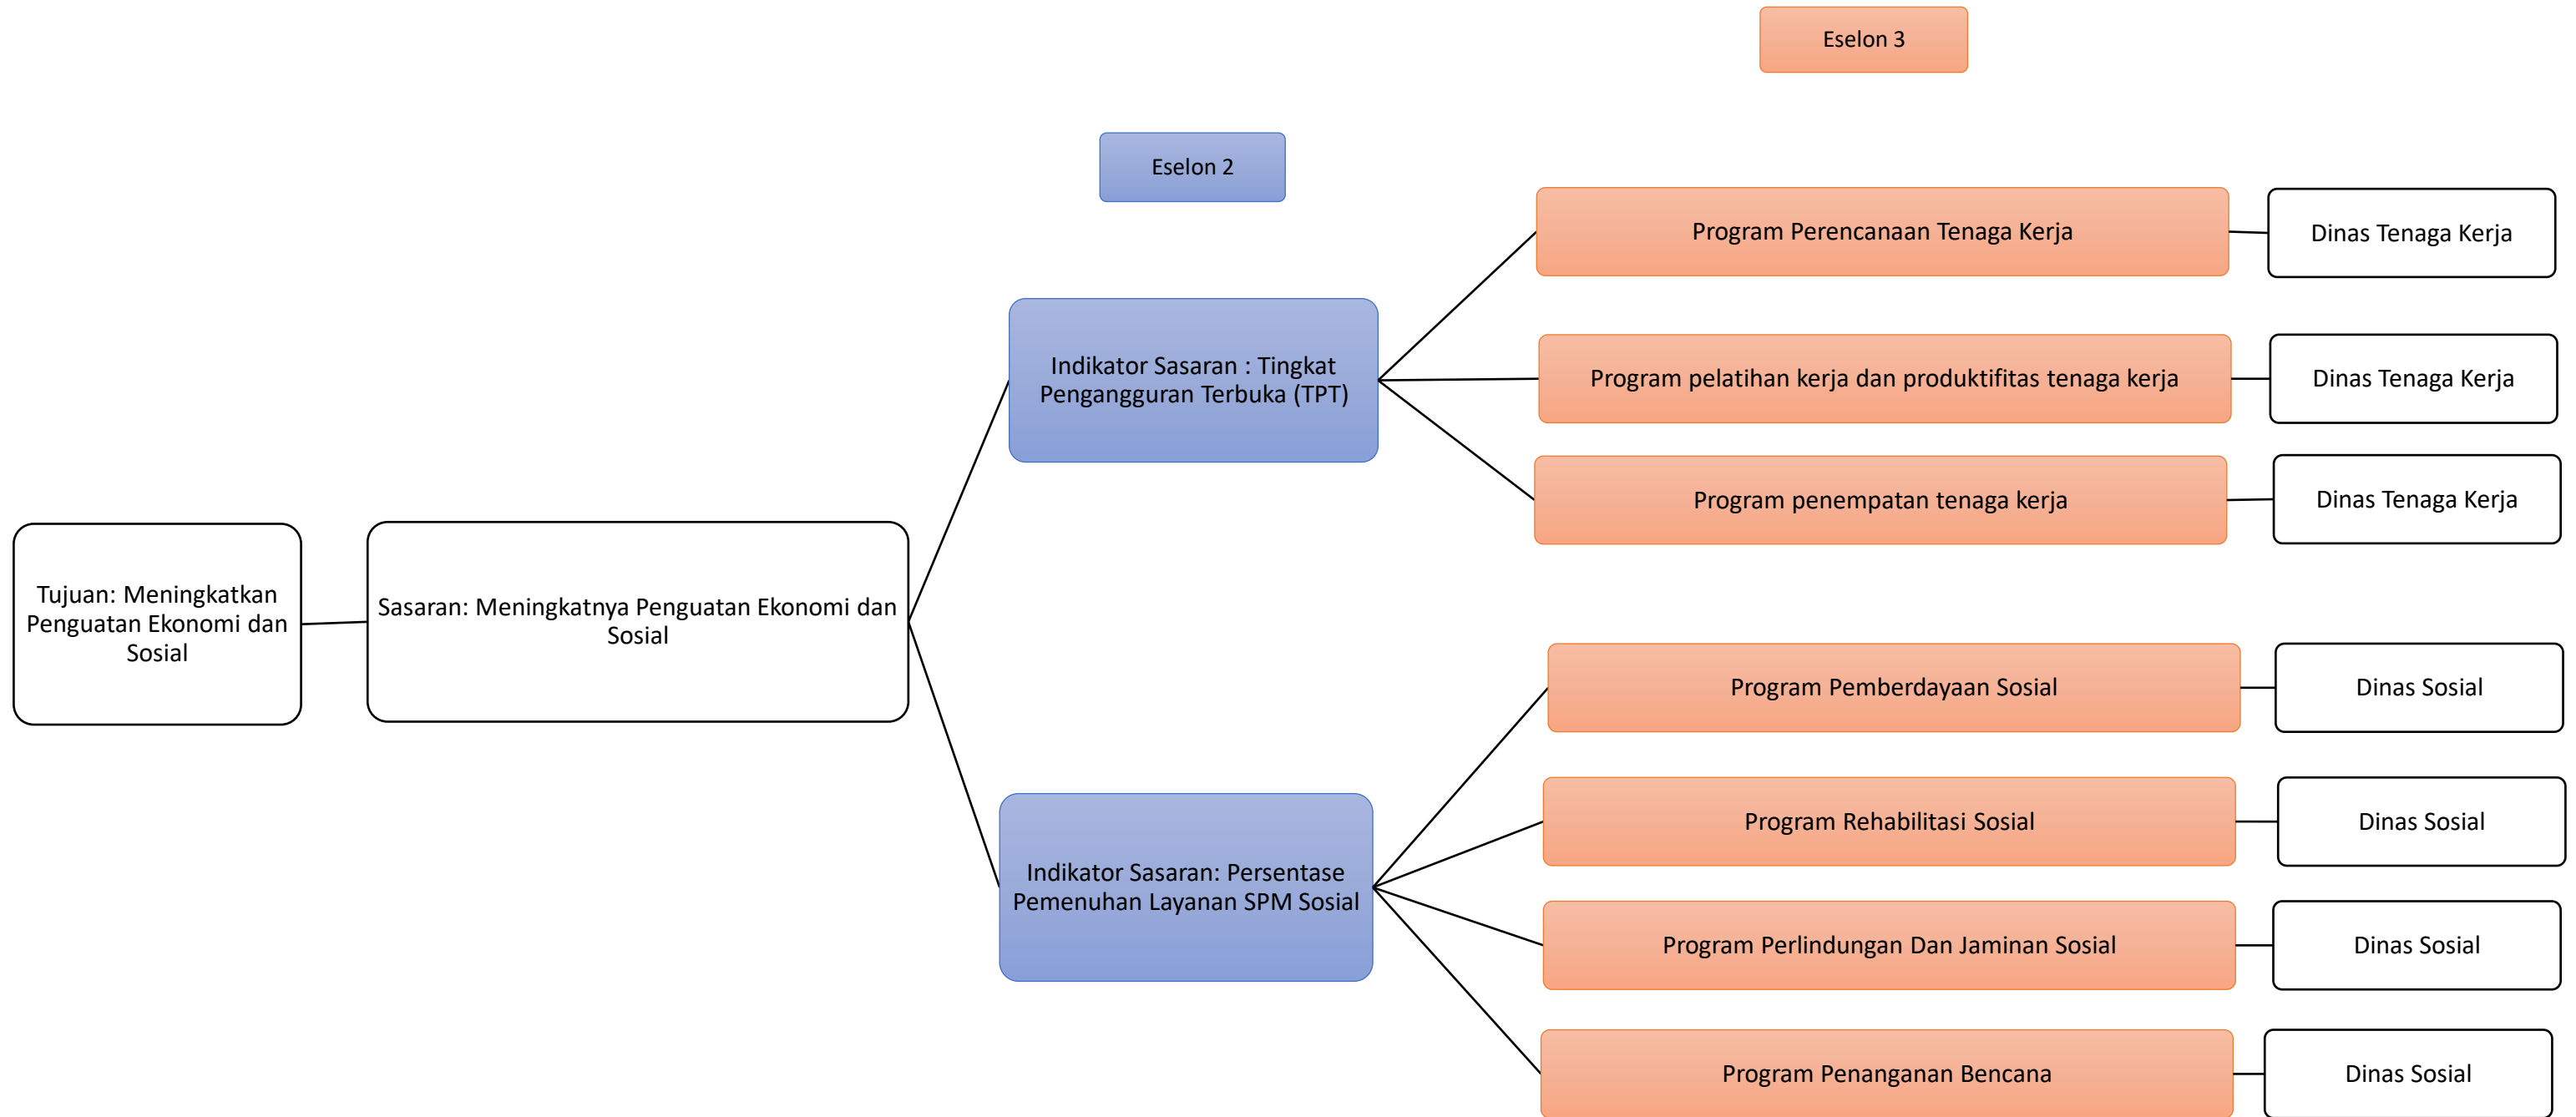 Eselon 3
Eselon 2
Program Perencanaan Tenaga Kerja
Dinas Tenaga Kerja
Indikator Sasaran : Tingkat
Pengangguran Terbuka (TPT)
Program pelatihan kerja dan produktifitas tenaga kerja
Dinas Tenaga Kerja
Program penempatan tenaga kerja
Dinas Tenaga Kerja
Tujuan: Meningkatkan
Penguatan Ekonomi dan
Sosial
Sasaran: Meningkatnya Penguatan Ekonomi dan
Sosial
Program Pemberdayaan Sosial
Dinas Sosial
Program Rehabilitasi Sosial
Dinas Sosial
Indikator Sasaran: Persentase
Pemenuhan Layanan SPM Sosial
Program Perlindungan Dan Jaminan Sosial
Dinas Sosial
Program Penanganan Bencana
Dinas Sosial